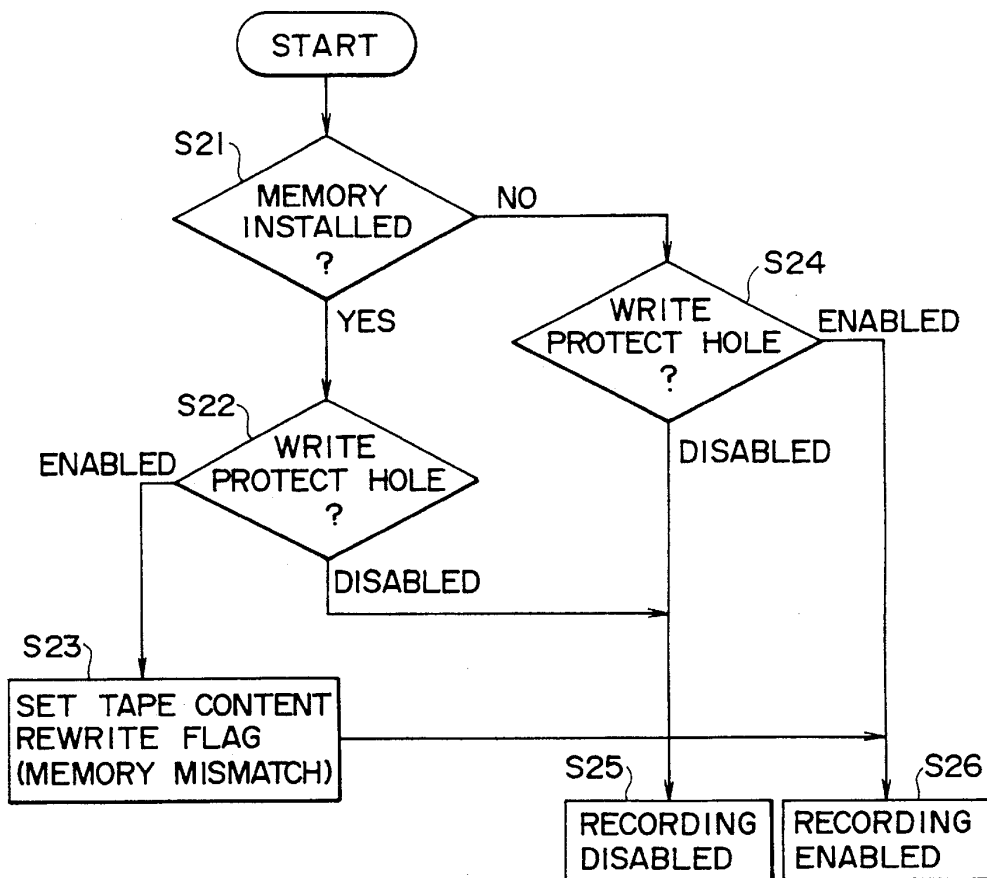 START
S21
MEMORY
INSTALLED
?
NO
YES
S24
WRITE
PROTECT HOLE
?
ENABLED
DISABLED
S22
WRITE
PROTECT HOLE
?
ENABLED
DISABLED
S23
SET TAPE CONTENT
REWRITE FLAG
(MEMORY MISMATCH)
S25
RECORDING
DISABLED
S26
RECORDING
ENABLED